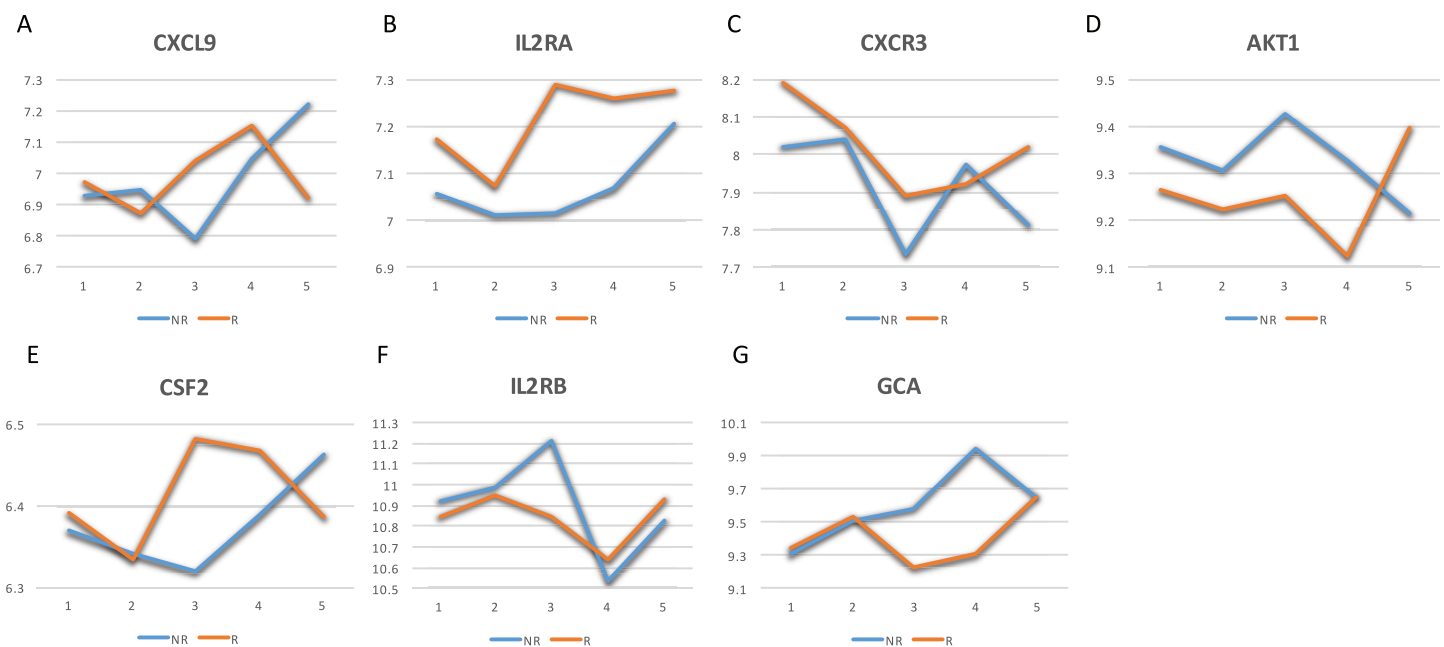 A
CXCL9
7.3
7.2
7.1
7
6.9
6.8
6.7
1 2 3 4 5
NR R
B
IL2RA
7.3
7.2
7.1
7
6.9
1 2 3 4 5
NR R
C
CXCR3
8.2
8.1
8
7.9
7.8
7.7
1 2 3 4 5
NR R
D
AKT1
9.5
9.4
9.3
9.2
9.1
1 2 3 4 5
NR R
E
CSF2
6.5
6.4
6.3
1 2 3 4 5
NR R
F
IL2RB
11.3
11.2
11.1
11
10.9
10.8
10.7
10.6
10.5
1 2 3 4 5
NR R
G
GCA
10.1
9.9
9.7
9.5
9.3
9.1
1 2 3 4 5
NR R